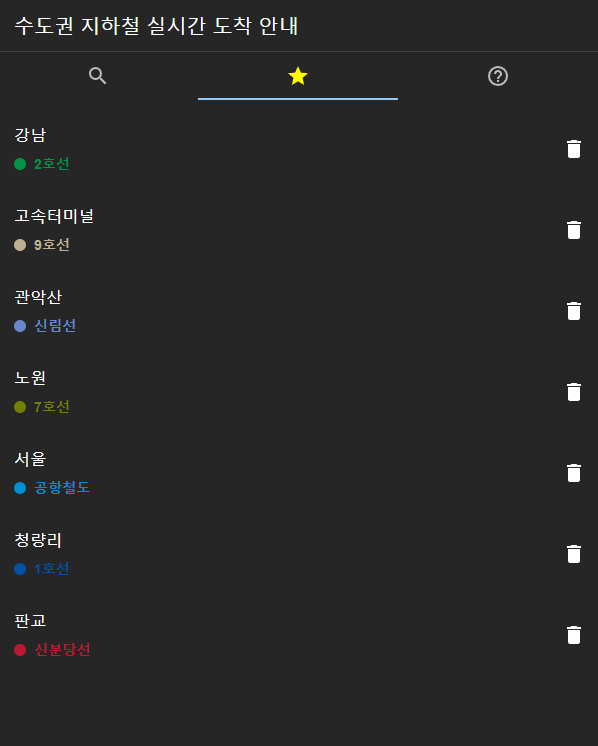 수도권 지하철 실시간 도착 안내
강남
2호선
고속터미널
9호선
관악산
신림선
노원
7호선
서울
공항철도
청량리
1호선
판교
신분당선